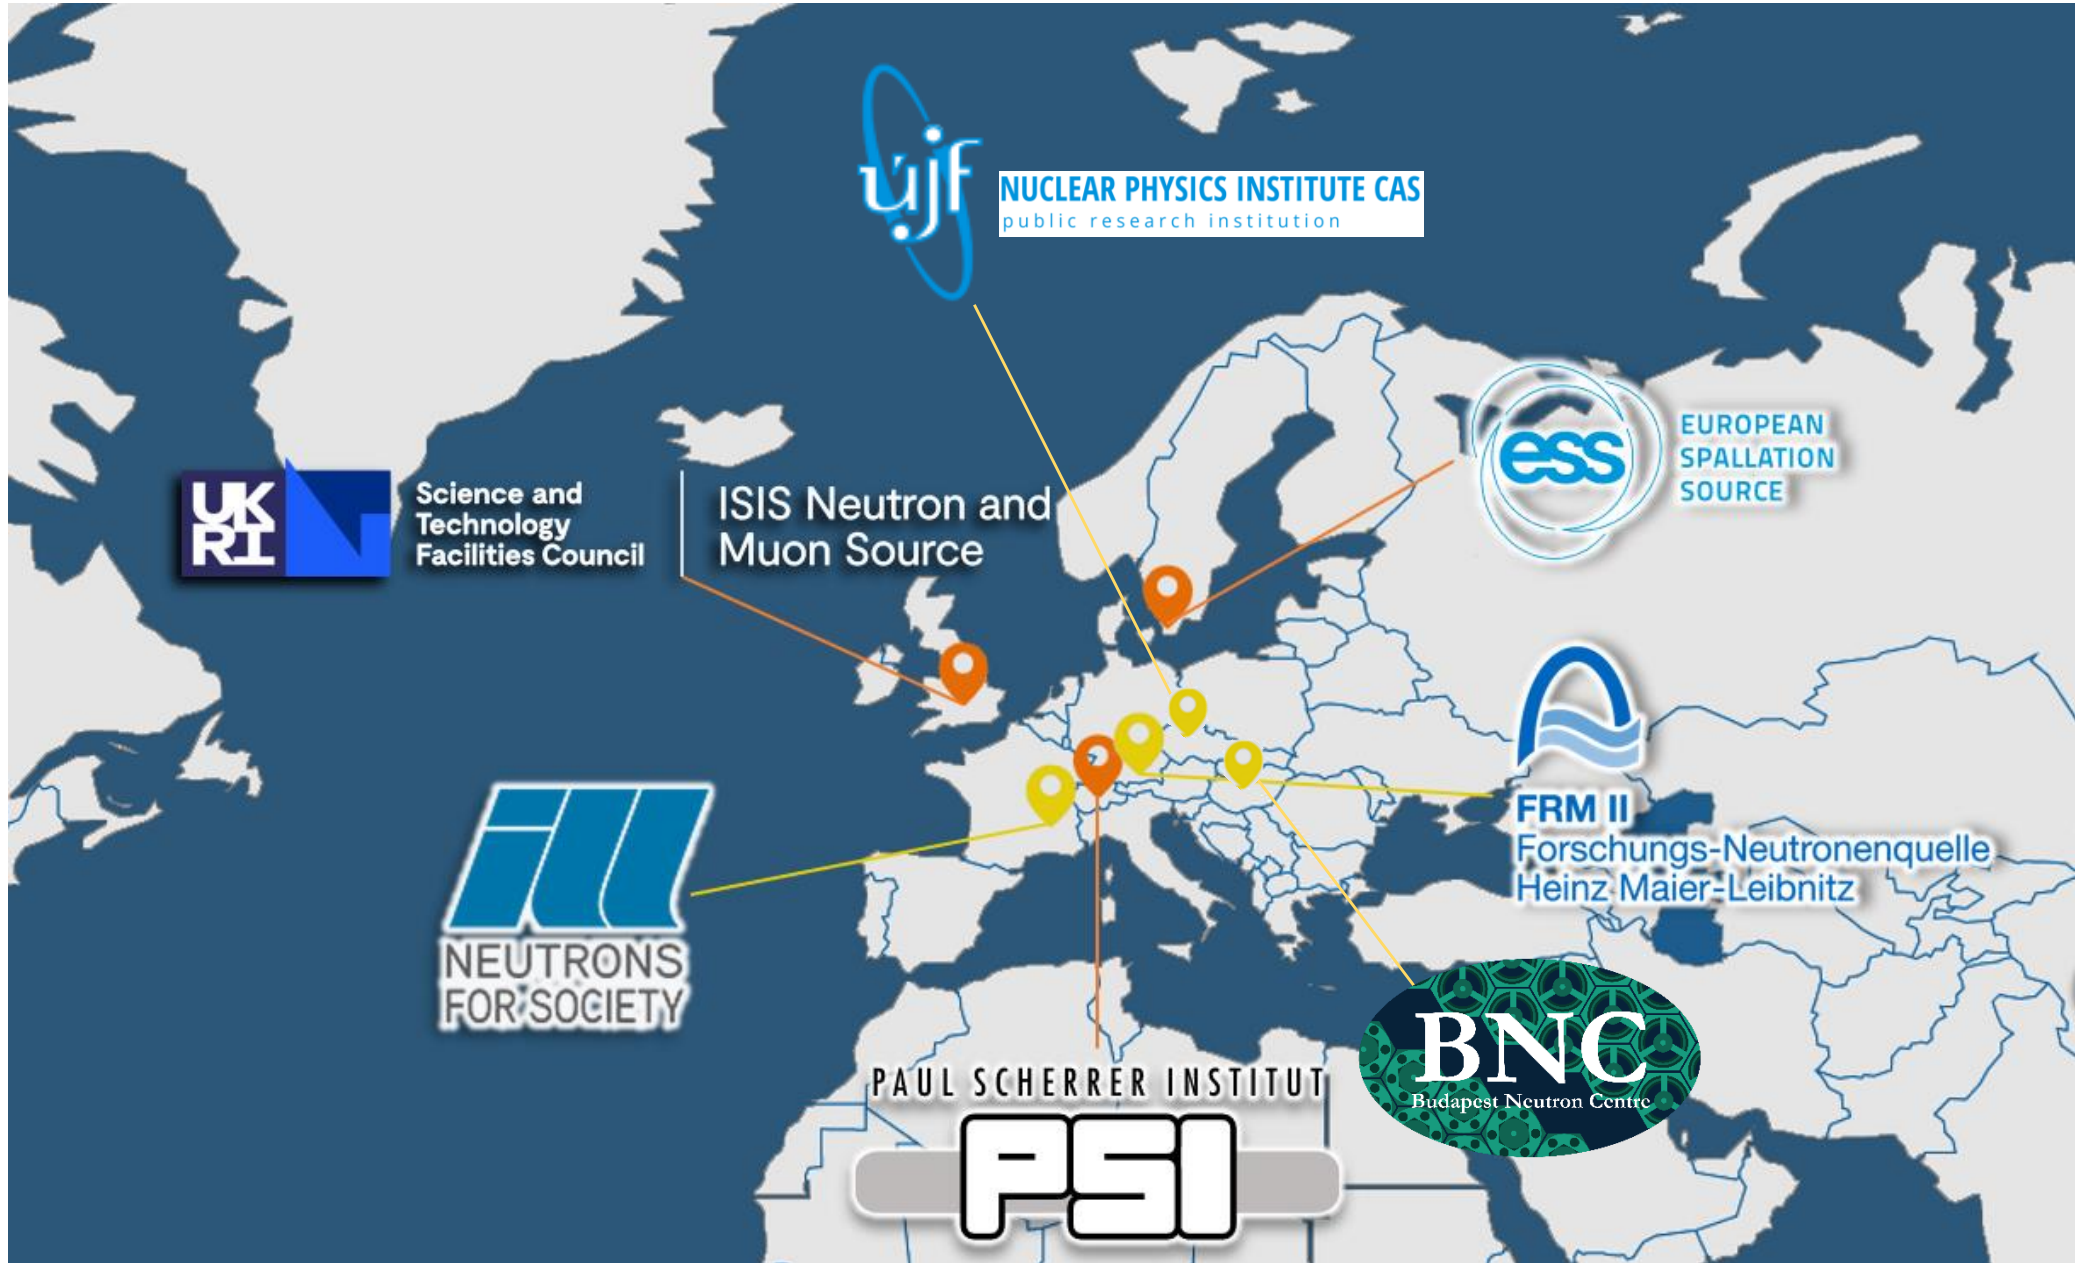 újf
NUCLEAR PHYSICS INSTITUTE CAS
public research institution
ess
EUROPEAN
SPALLATION
SOURCE
UK
RI
Science and
Technology
Facilities Council
ISIS Neutron and
Muon Source
FRM II
Forschungs-Neutronenquelle
Heinz Maier-Leibnitz
ill
NEUTRONS
FOR SOCIETY
PAUL SCHERRER INSTITUT
PSI
BNC
Budapest Neutron Centre